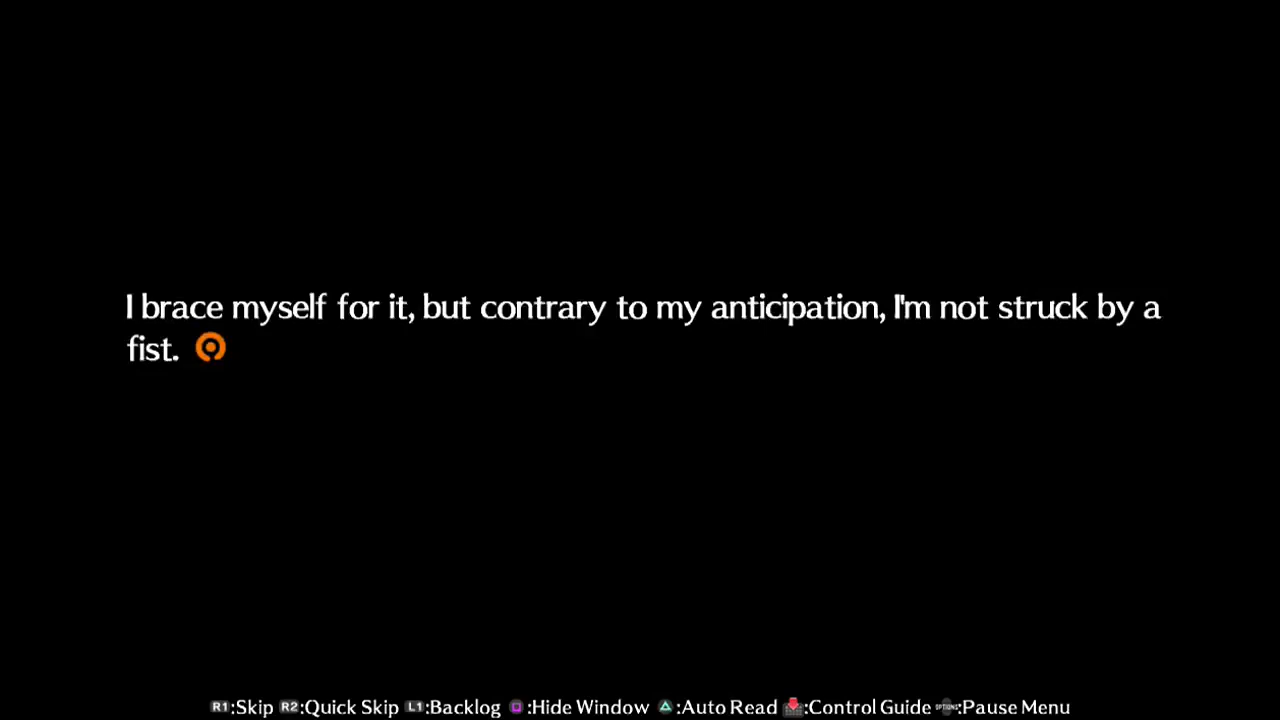 I brace myself for it, but contrary to my anticipation, I'm not struck by a
fist.
R1:Skip R2:Quick Skip L1:Backlog :Hide Window :Auto Read :Control Guide OPTIONS:Pause Menu